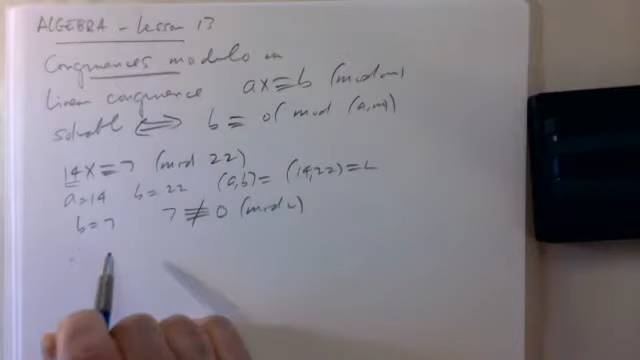 ALGEBRA - Lesson 13
Congruences modulo m
Linear congruence ax ≡ b (mod m)
solvable ⟺ b ≡ 0 (mod (a,m))
14x ≡ 7 (mod 22)
a=14 b=22 (a,b) = (14,22) = 2
b=7 7 ≢ 0 (mod 2)